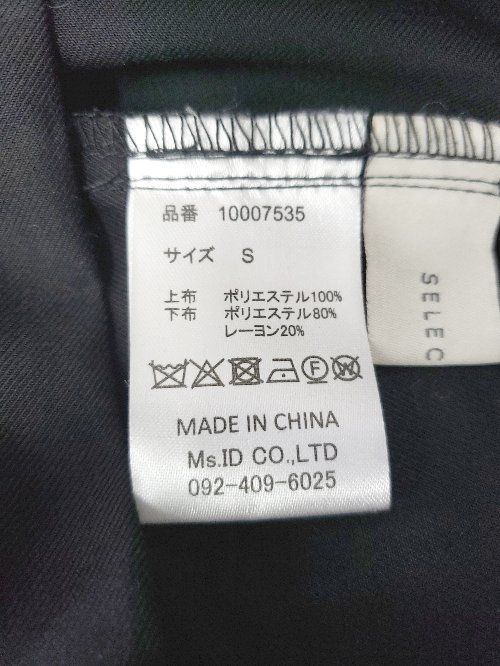 品番 10007535
サイズ S
上布 ポリエステル100%
下布 ポリエステル80%
レーヨン20%
MADE IN CHINA
Ms.ID CO.,LTD
092-409-6025
SELEC